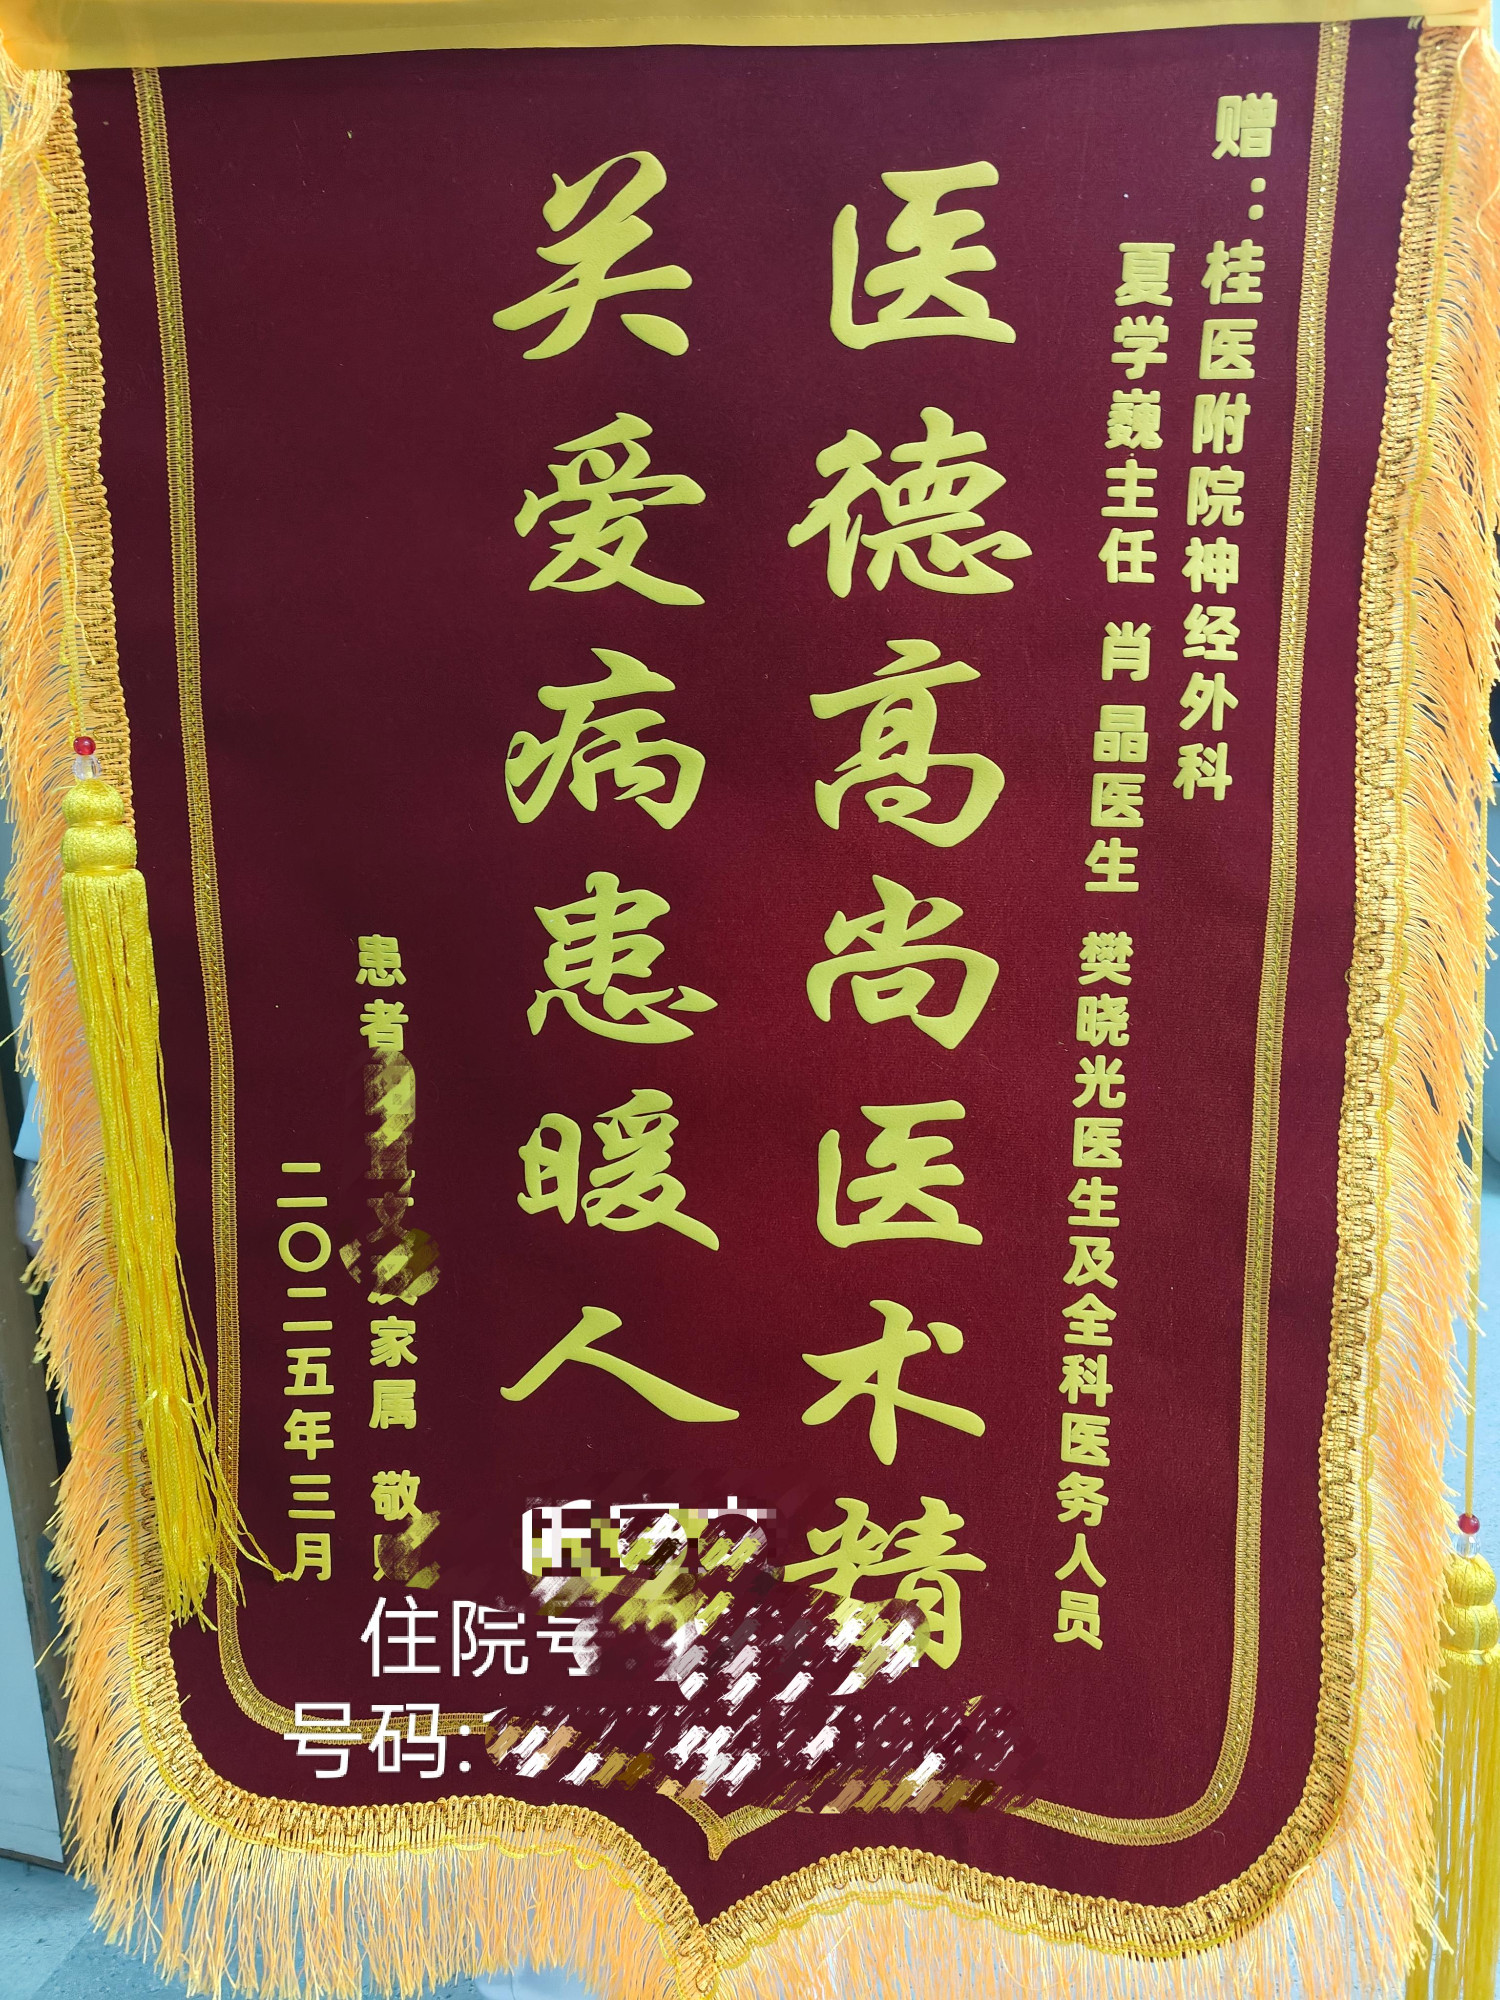 赠：桂医附院神经外科
夏学巍主任 肖晶医生 樊晓光医生及全科医务人员
医德高尚医术精
关爱病患暖人
患者
家属 敬
二〇二五年三月
住院号
号码: